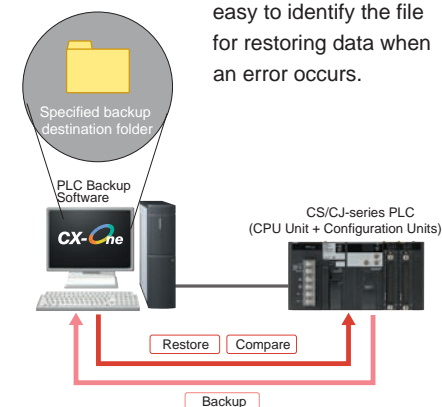 easy to identify the file
for restoring data when
an error occurs.
Specified backup
destination folder
PLC Backup
Software
CX-One
CS/CJ-series PLC
(CPU Unit + Configuration Units)
Restore
Compare
Backup